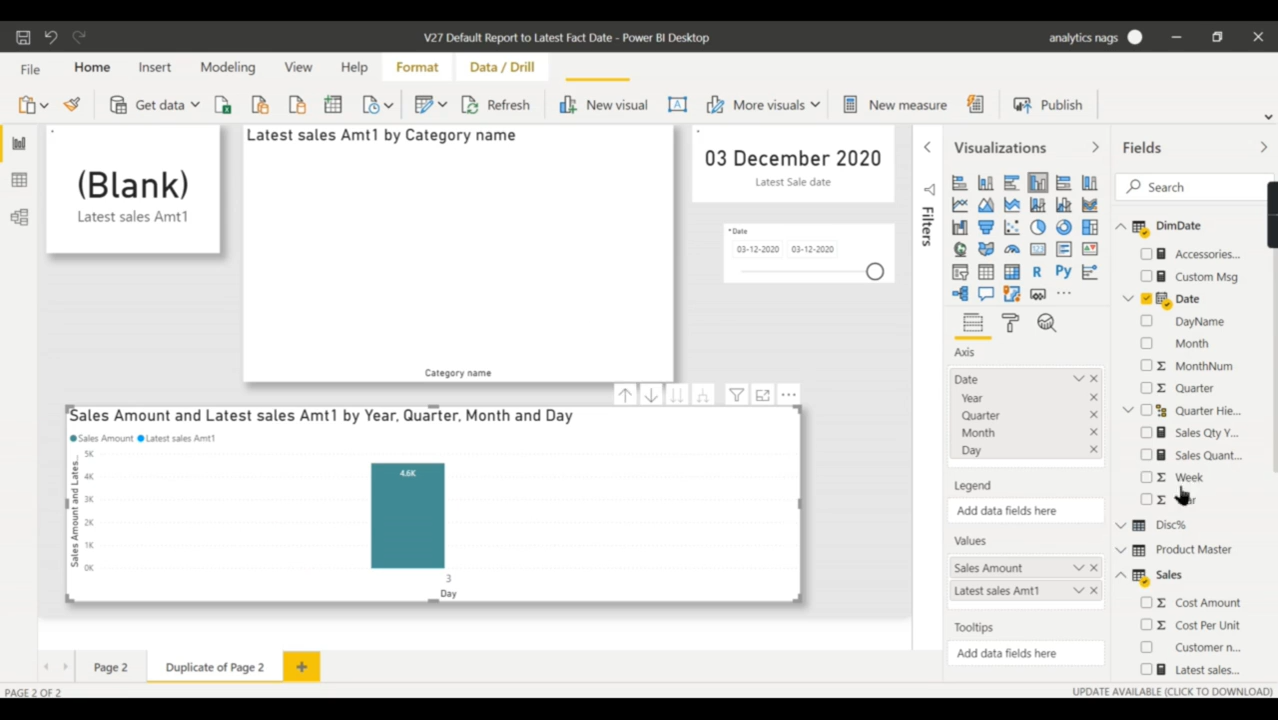 V27 Default Report to Latest Fact Date - Power BI Desktop
analytics nags
File Home Insert Modeling View Help Format Data / Drill
Get data Refresh New visual More visuals New measure Publish
(Blank)
Latest sales Amt1
Latest sales Amt1 by Category name
Category name
03 December 2020
Latest Sale date
Date
03-12-2020 03-12-2020
Sales Amount and Latest sales Amt1 by Year, Quarter, Month and Day
Sales Amount Latest sales Amt1
Sales Amount and Lates...
5K
4K
3K
2K
1K
0K
4.6K
3
Day
Filters
Visualizations
R Py
Axis
Date
Year
Quarter
Month
Day
Legend
Add data fields here
Values
Sales Amount
Latest sales Amt1
Tooltips
Add data fields here
Fields
Search
DimDate
Accessories...
Custom Msg
Date
DayName
Month
MonthNum
Quarter
Quarter Hie...
Sales Qty Y...
Sales Quant...
Week
Disc%
Product Master
Sales
Cost Amount
Cost Per Unit
Customer n...
Latest sales...
Page 2 Duplicate of Page 2
PAGE 2 OF 2
UPDATE AVAILABLE (CLICK TO DOWNLOAD)